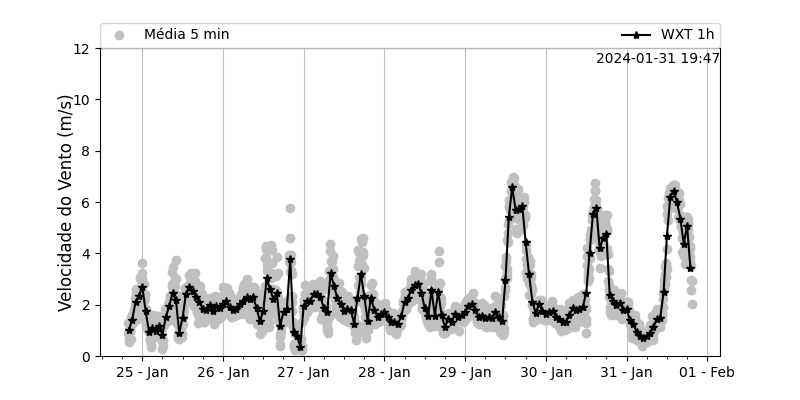 Média 5 min
WXT 1h
2024-01-31 19:47
Velocidade do Vento (m/s)
12
10
8
6
4
2
0
25 - Jan
26 - Jan
27 - Jan
28 - Jan
29 - Jan
30 - Jan
31 - Jan
01 - Feb